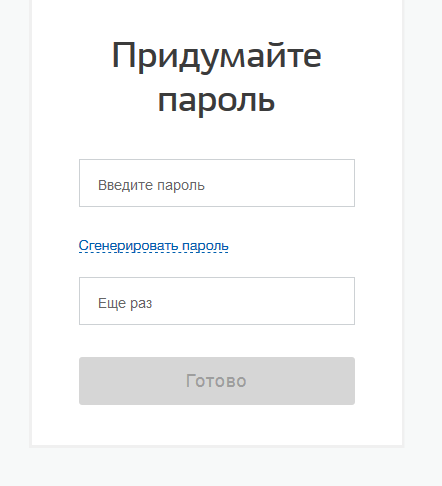 Придумайте
пароль
Введите пароль
Сгенерировать пароль
Еще раз
Готово